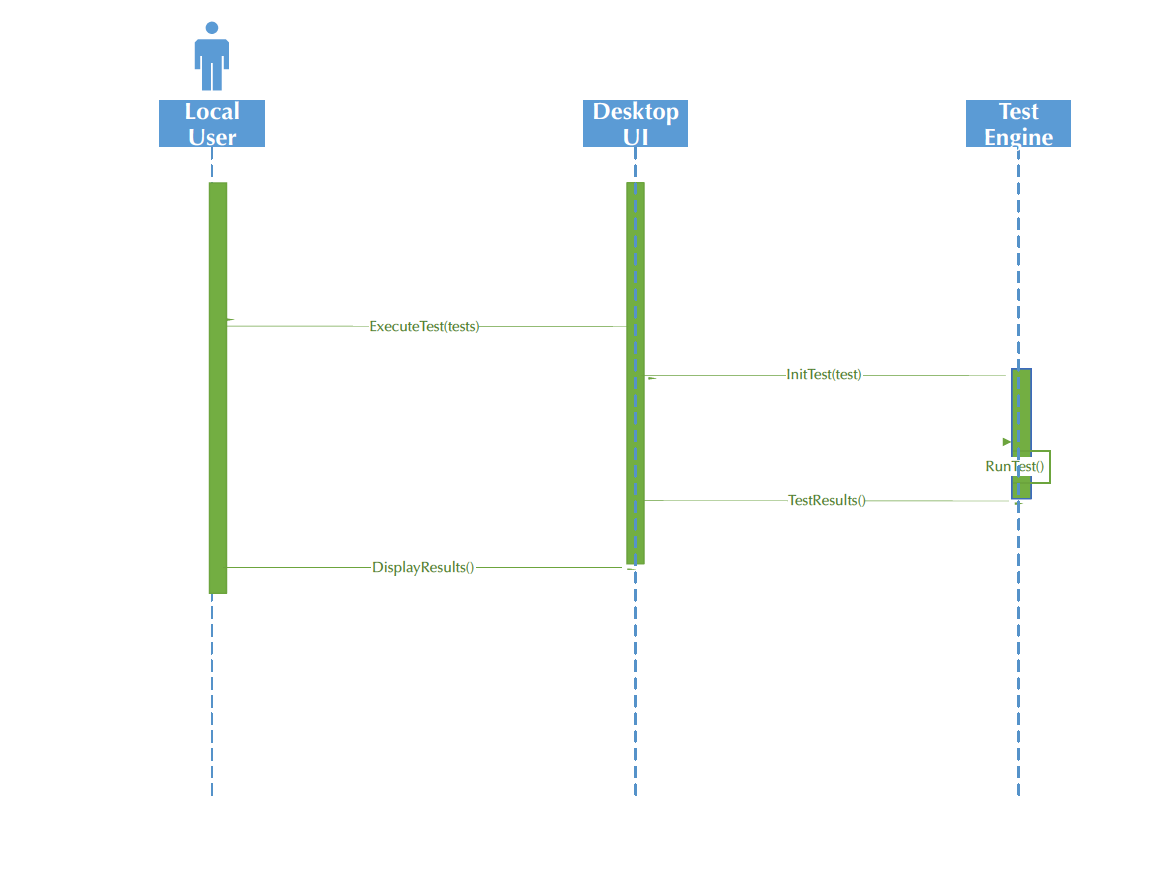 Local
User
Desktop
UI
Test
Engine
ExecuteTest(tests)
InitTest(test)
RunTest()
TestResults()
DisplayResults()